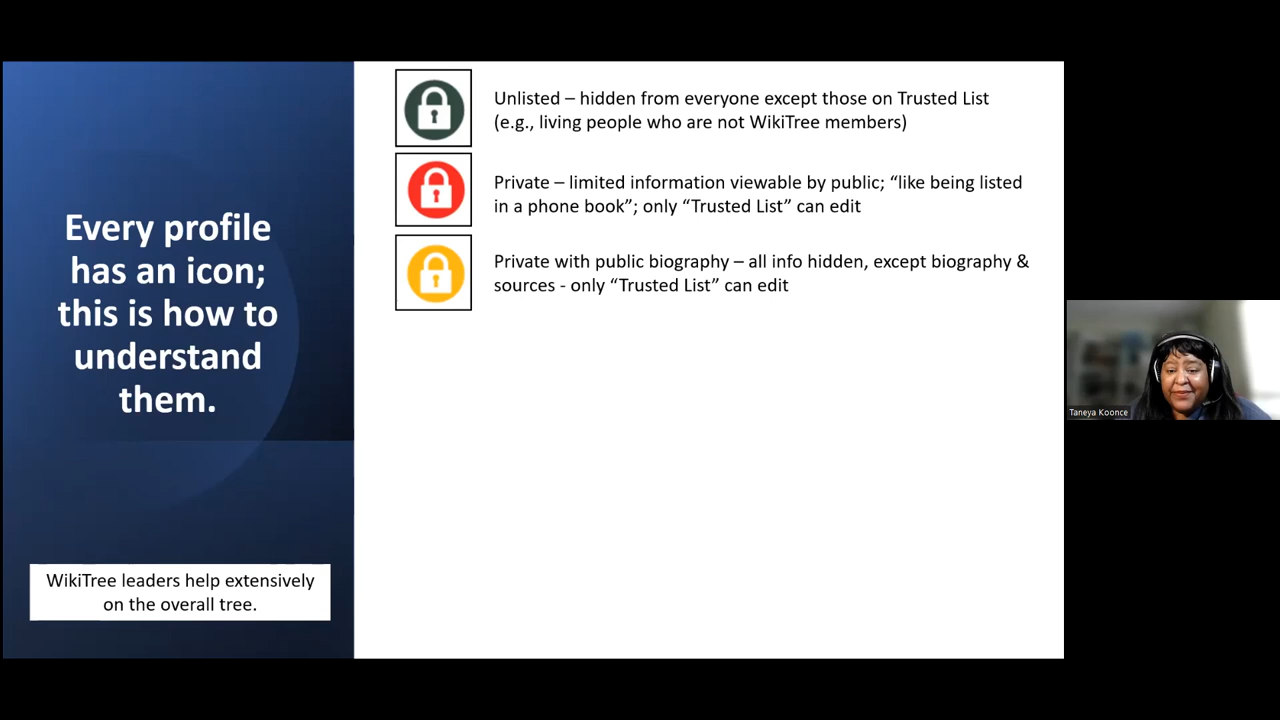 Every profile
has an icon;
this is how to
understand
them.
WikiTree leaders help extensively
on the overall tree.
Unlisted – hidden from everyone except those on Trusted List
(e.g., living people who are not WikiTree members)
Private – limited information viewable by public; “like being listed
in a phone book”; only “Trusted List” can edit
Private with public biography – all info hidden, except biography &
sources - only “Trusted List” can edit
Taneya Koonce